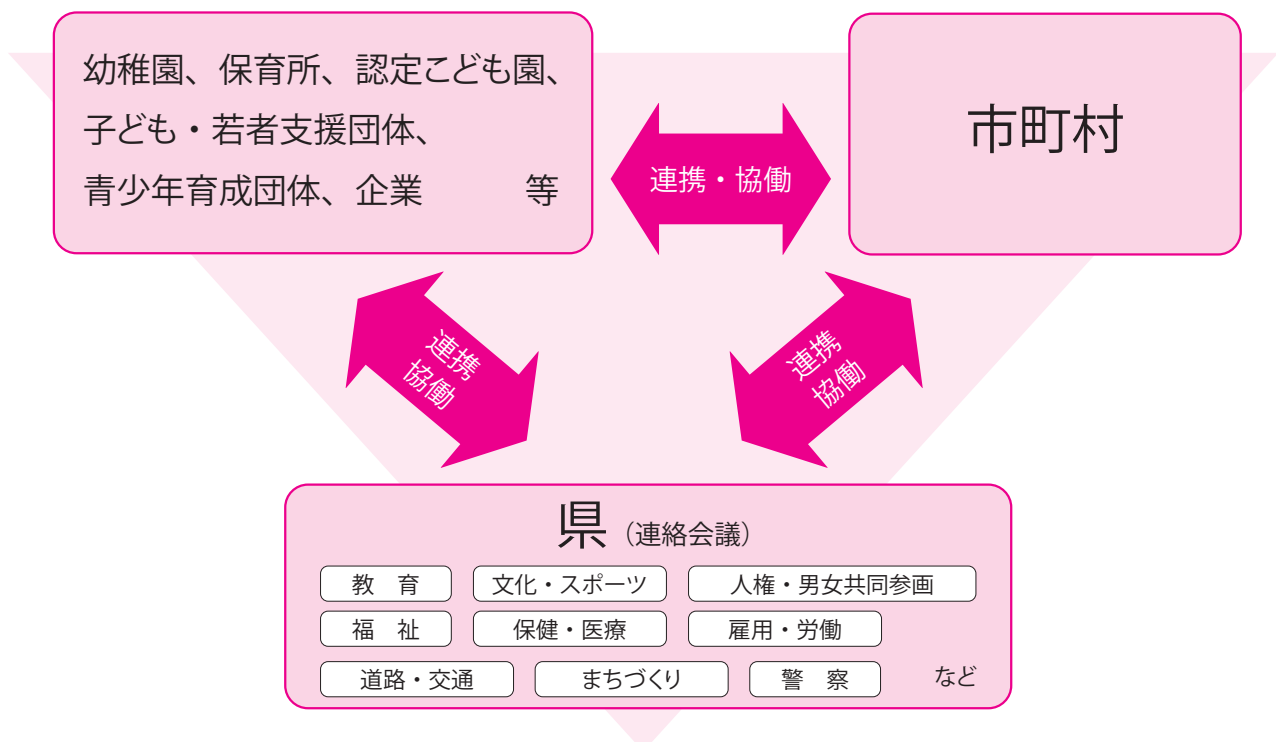 幼稚園、保育所、認定こども園、
子ども・若者支援団体、
青少年育成団体、企業　　　等
市町村
連携・協働
連携
協働
連携
協働
県（連絡会議）
教　育
文化・スポーツ
人権・男女共同参画
福　祉
保健・医療
雇用・労働
道路・交通
まちづくり
警　察
など